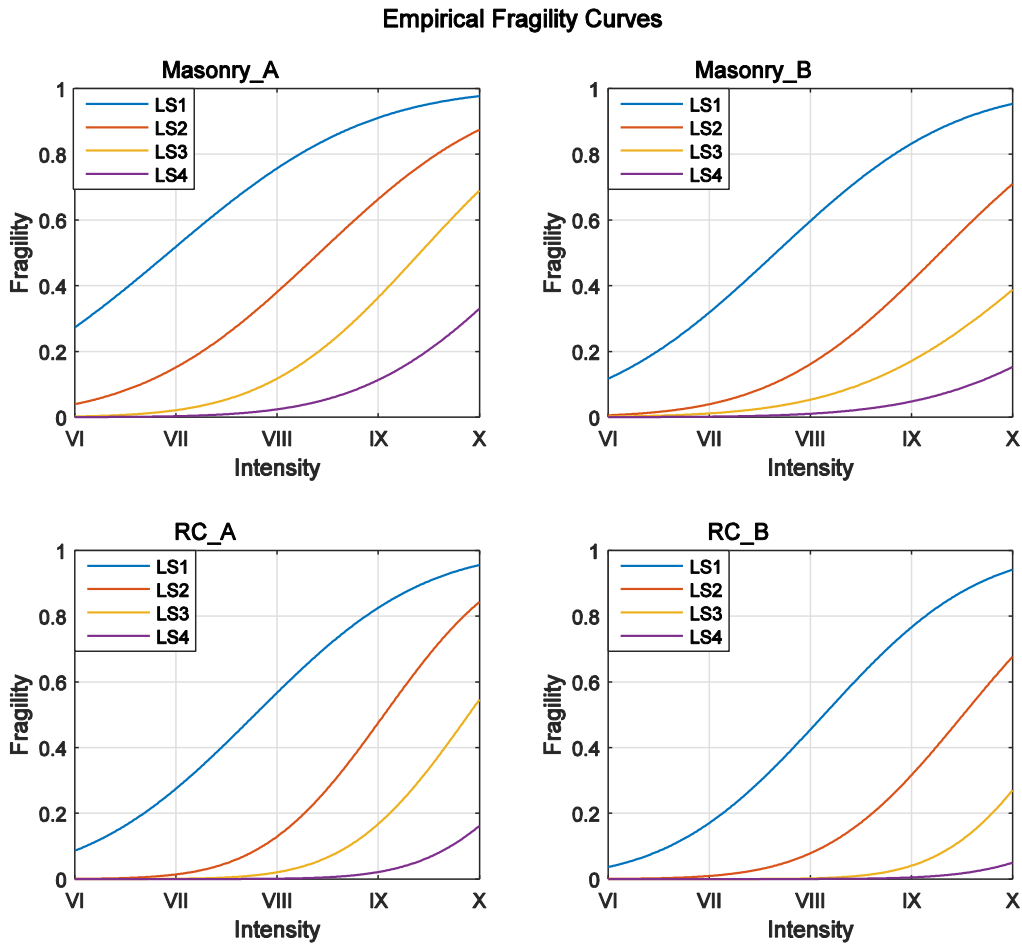 Empirical Fragility Curves
Masonry_A
LS1
LS2
LS3
LS4
1
0.8
0.6
0.4
0.2
0
Fragility
VI VII VIII IX X
Intensity
Masonry_B
LS1
LS2
LS3
LS4
1
0.8
0.6
0.4
0.2
0
Fragility
VI VII VIII IX X
Intensity
RC_A
LS1
LS2
LS3
LS4
1
0.8
0.6
0.4
0.2
0
Fragility
VI VII VIII IX X
Intensity
RC_B
LS1
LS2
LS3
LS4
1
0.8
0.6
0.4
0.2
0
Fragility
VI VII VIII IX X
Intensity